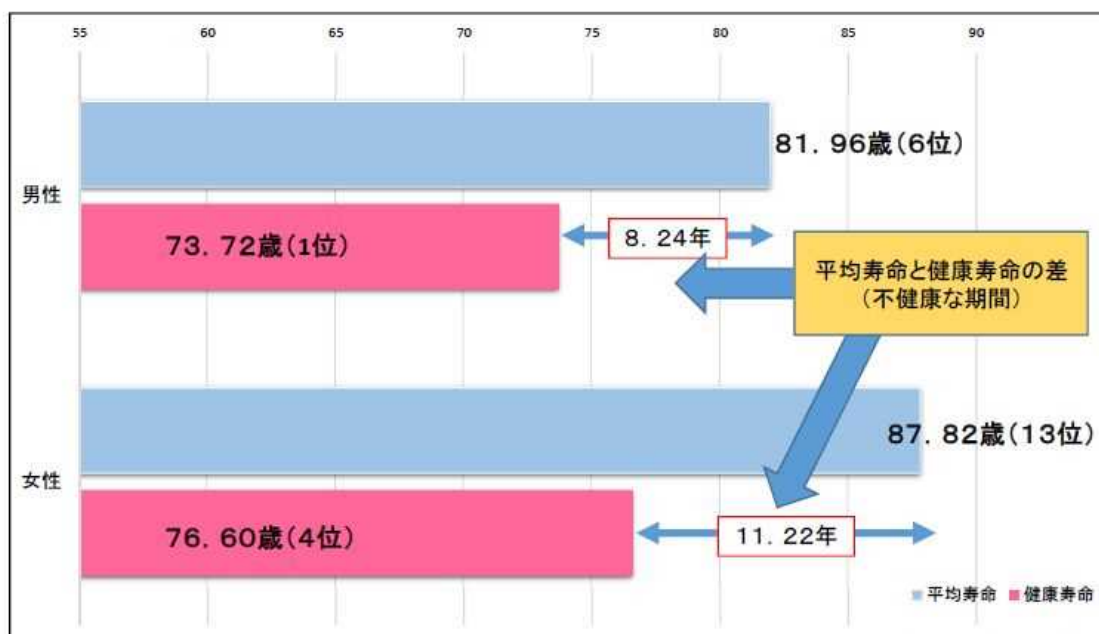 55 60 65 70 75 80 85 90
81. 96歳(6位)
男性
73. 72歳(1位)
8. 24年
平均寿命と健康寿命の差
(不健康な期間)
87. 82歳(13位)
女性
76. 60歳(4位)
11. 22年
平均寿命 健康寿命